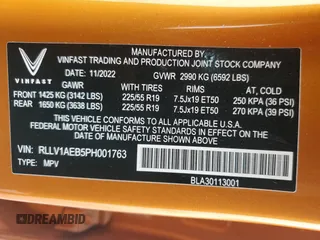 MANUFACTURED BY:
VINFAST TRADING AND PRODUCTION JOINT STOCK COMPANY
VINFAST
11/2022 GVWR 2990 KG (6592 LBS)
GAWR TIRES RIMS COLD
FRONT 1425 KG (3142 LBS) 225/55 R19 7.5Jx19 ET50 250 KPA (36 PSI)
REAR 1650 KG (3638 LBS) 225/55 R19 7.5Jx19 ET50 270 KPA (39 PSI)
THIS VEHICLE CONFORMS TO ALL APPLICABLE U.S. FEDERAL MOTOR VEHICLE SAFETY AND THEFT PREVENTION STANDARDS IN EFFECT ON THE DATE OF MANUFACTURE SHOWN ABOVE.
VIN: RLLV1AEB5PH001763
TYPE: MPV
BLA30113001
DREAMBID